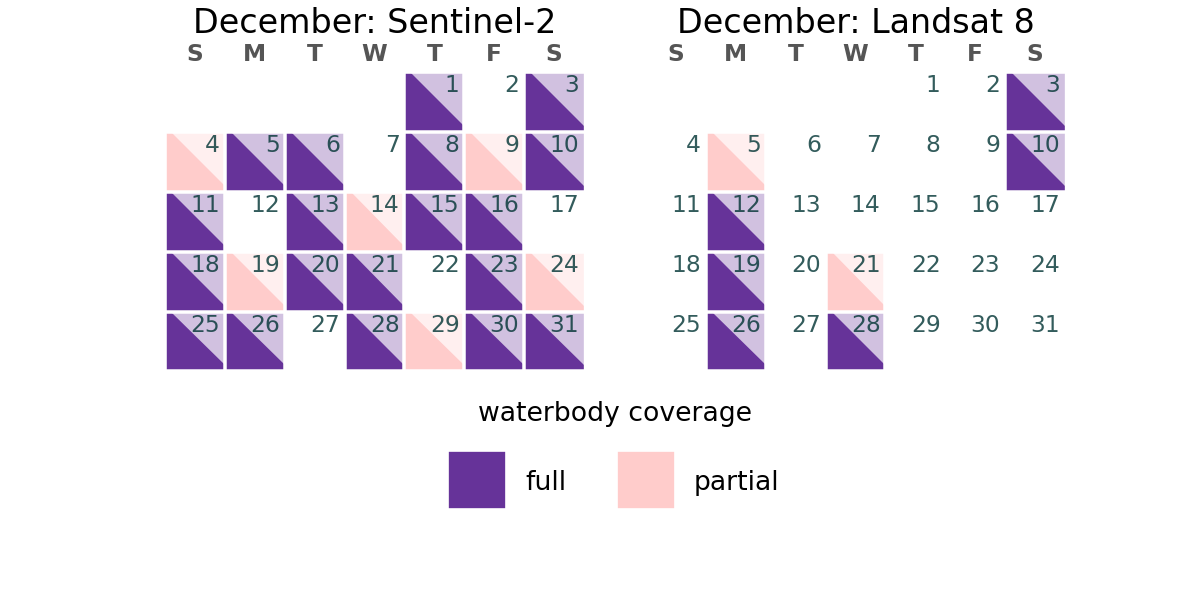 December: Sentinel-2
S M T W T F S
1 2 3
4 5 6 7 8 9 10
11 12 13 14 15 16 17
18 19 20 21 22 23 24
25 26 27 28 29 30 31
December: Landsat 8
S M T W T F S
1 2 3
4 5 6 7 8 9 10
11 12 13 14 15 16 17
18 19 20 21 22 23 24
25 26 27 28 29 30 31
waterbody coverage
full
partial